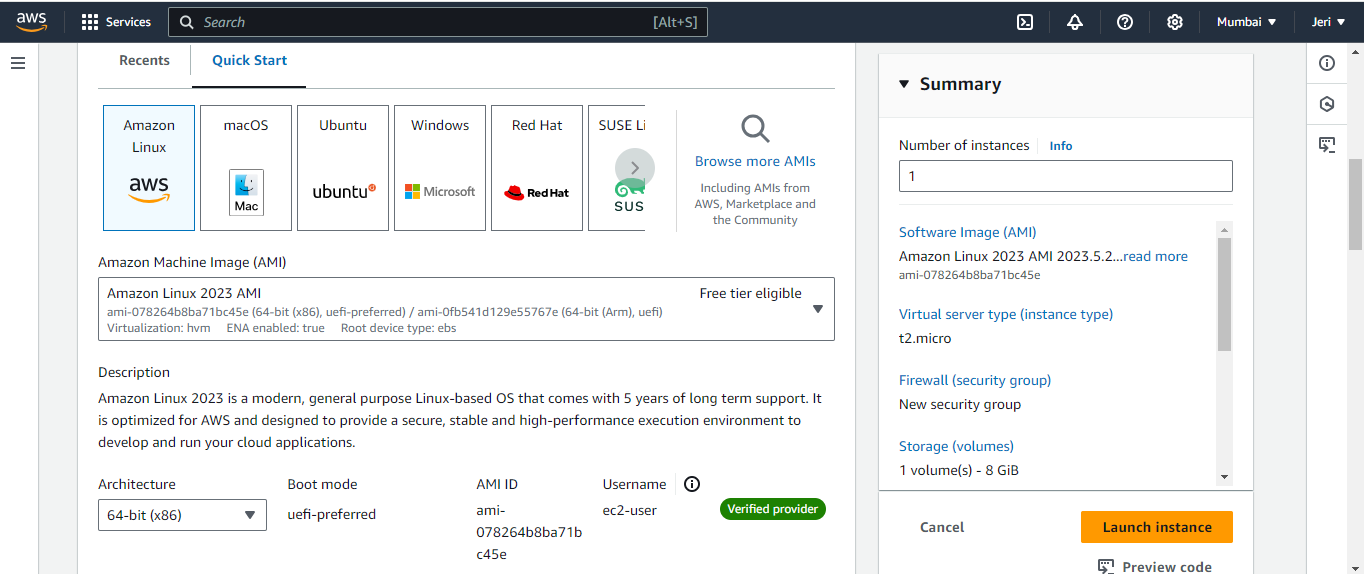 aws
Services
Search
[Alt+S]
Mumbai
Jeri
Recents
Quick Start
Amazon
Linux
aws
macOS
Mac
Ubuntu
ubuntu
Windows
Microsoft
Red Hat
Red Hat
SUSE Li
SUS
Browse more AMIs
Including AMIs from
AWS, Marketplace and
the Community
Amazon Machine Image (AMI)
Amazon Linux 2023 AMI
Free tier eligible
ami-078264b8ba71bc45e (64-bit (x86), uefi-preferred) / ami-0fb541d129e55767e (64-bit (Arm), uefi)
Virtualization: hvm ENA enabled: true Root device type: ebs
Description
Amazon Linux 2023 is a modern, general purpose Linux-based OS that comes with 5 years of long term support. It
is optimized for AWS and designed to provide a secure, stable and high-performance execution environment to
develop and run your cloud applications.
Architecture
64-bit (x86)
Boot mode
uefi-preferred
AMI ID
ami-
078264b8ba71b
c45e
Username
ec2-user
Verified provider
Summary
Number of instances
Info
1
Software Image (AMI)
Amazon Linux 2023 AMI 2023.5.2...read more
ami-078264b8ba71bc45e
Virtual server type (instance type)
t2.micro
Firewall (security group)
New security group
Storage (volumes)
1 volume(s) - 8 GiB
Cancel
Launch instance
Preview code